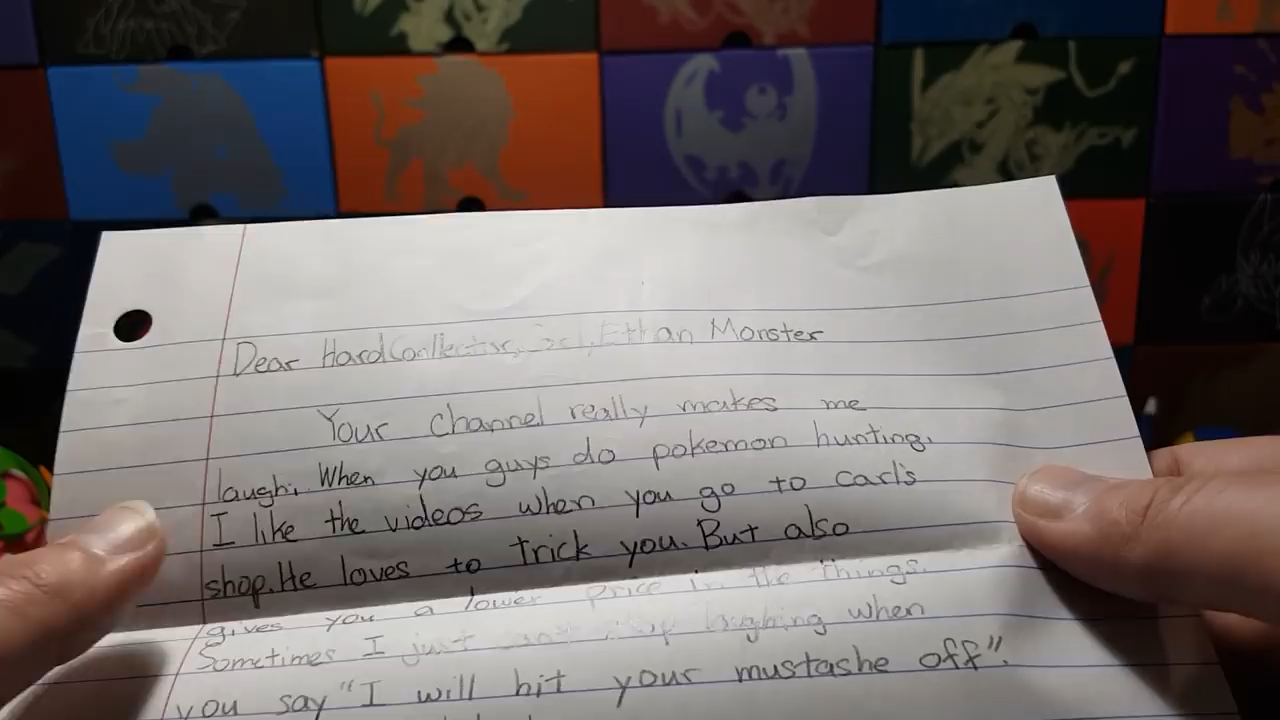 Dear HardCollector, Ethan Monster
Your channel really makes me
laugh. When you guys do pokemon hunting.
I like the videos when you go to carl's
shop. He loves to trick you. But also
gives you a lower price in the things.
Sometimes I just can't stop laughing when
you say "I will hit your mustashe off".